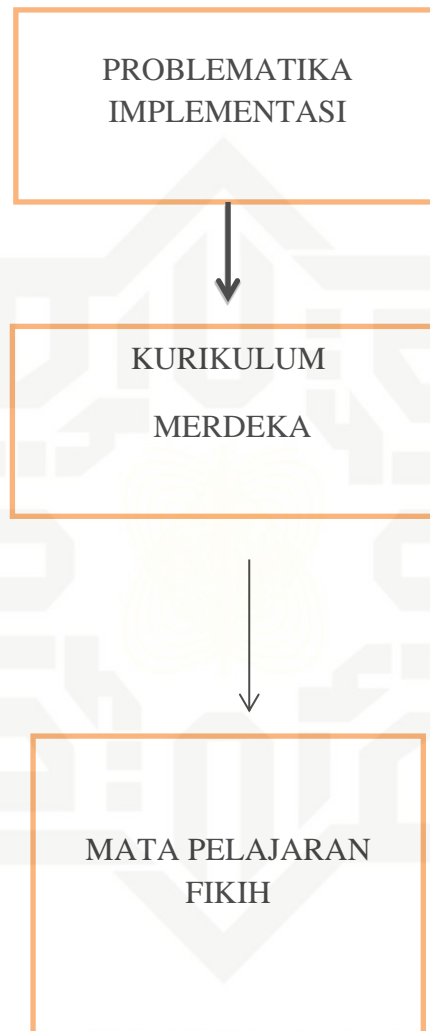 PROBLEMATIKA
IMPLEMENTASI
KURIKULUM
MERDEKA
MATA PELAJARAN
FIKIH